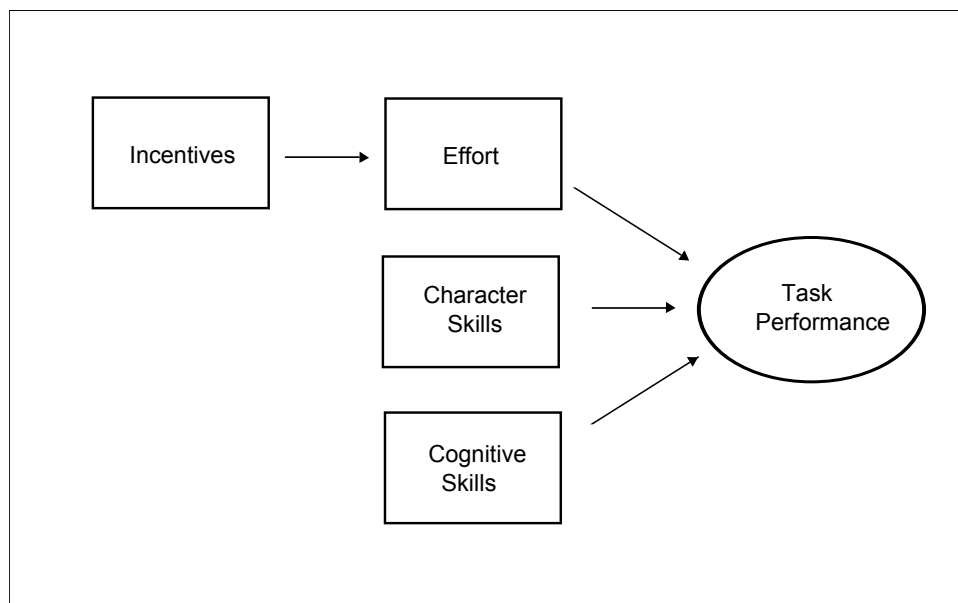 Incentives
Effort
Character
Skills
Task
Performance
Cognitive
Skills